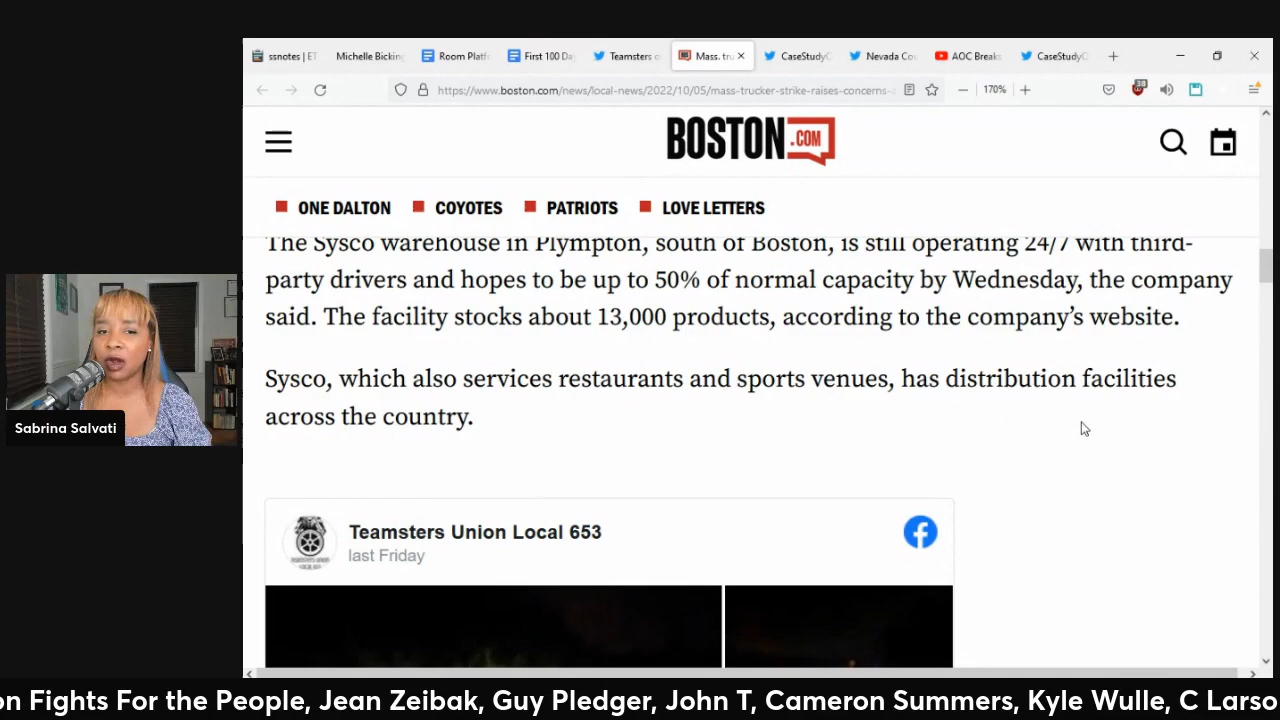 ssnotes | ET
Michelle Bicking
Room Platf
First 100 Da
Teamsters o
Mass. tru
CaseStudyQ
Nevada Cou
AOC Breaks
CaseStudyQ
https://www.boston.com/news/local-news/2022/10/05/mass-trucker-strike-raises-concerns-
170%
38
BOSTON.COM
ONE DALTON
COYOTES
PATRIOTS
LOVE LETTERS
The Sysco warehouse in Plympton, south of Boston, is still operating 24/7 with third-
party drivers and hopes to be up to 50% of normal capacity by Wednesday, the company
said. The facility stocks about 13,000 products, according to the company's website.
Sysco, which also services restaurants and sports venues, has distribution facilities
across the country.
Teamsters Union Local 653
last Friday
Sabrina Salvati
on Fights For the People, Jean Zeibak, Guy Pledger, John T, Cameron Summers, Kyle Wulle, C Larso